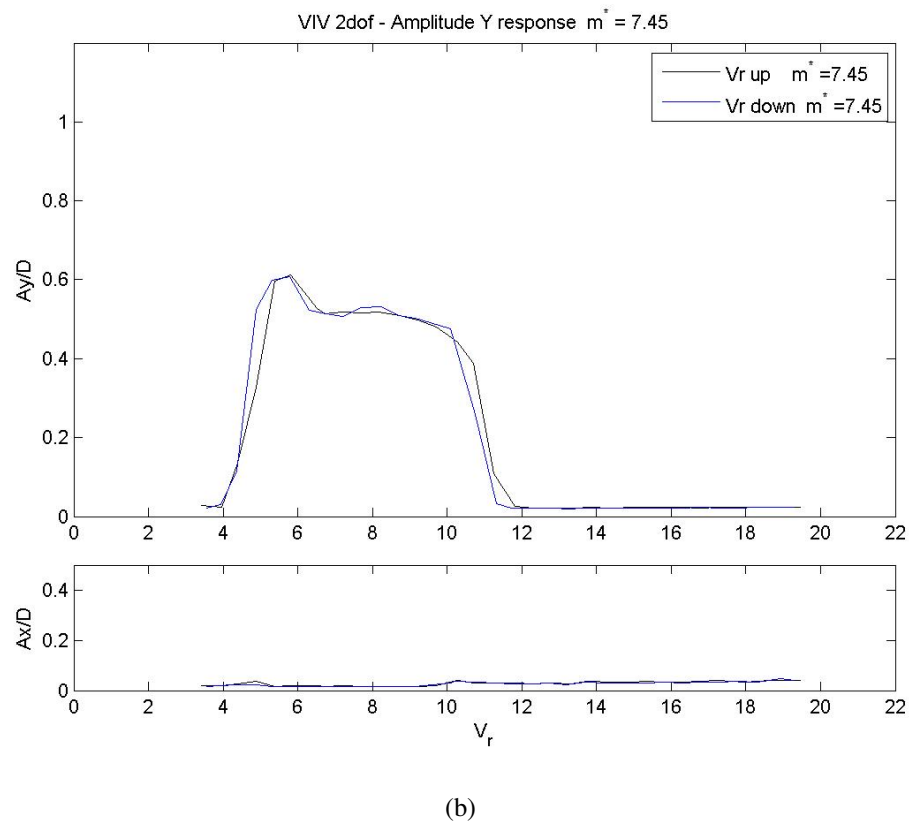 VIV 2dof - Amplitude Y response m* = 7.45
Vr up m* =7.45
Vr down m* =7.45
1
0.8
0.6
0.4
0.2
0
Ay/D
0 2 4 6 8 10 12 14 16 18 20 22
0.4
0.2
0
Ax/D
0 2 4 6 8 10 12 14 16 18 20 22
V_r
(b)